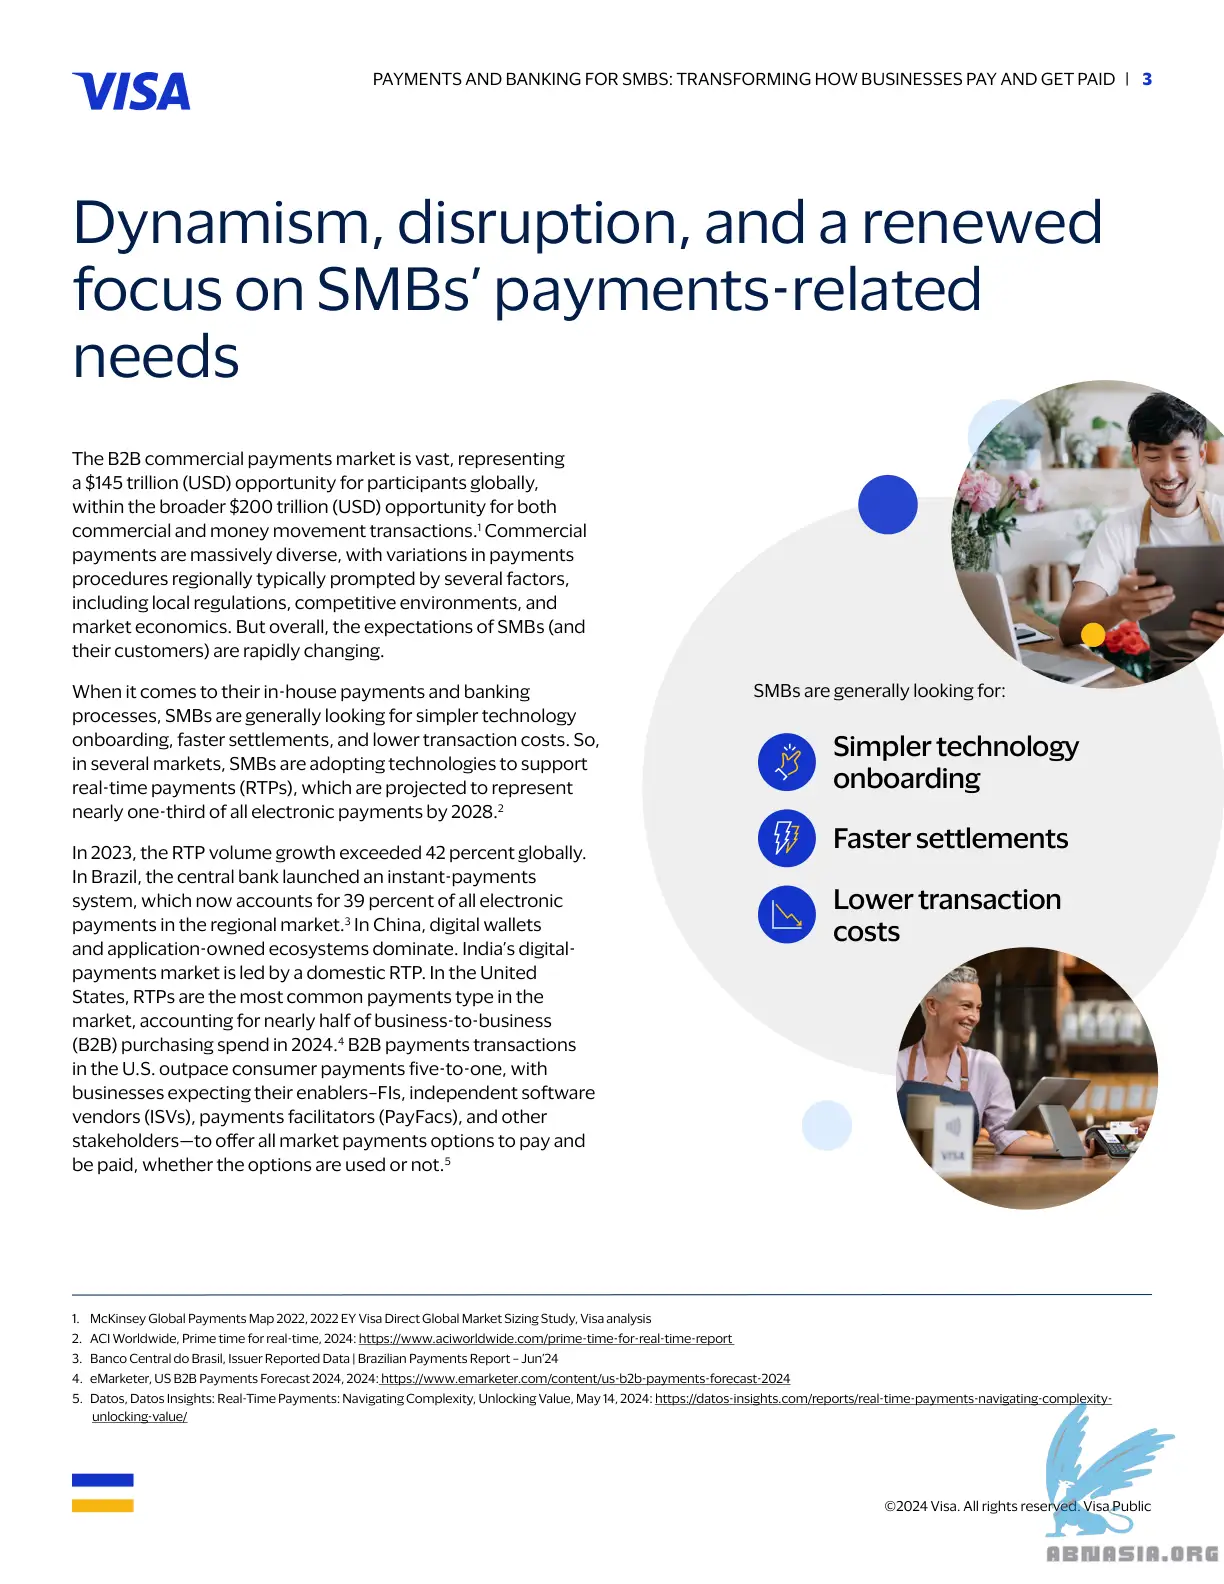 VISA
PAYMENTS AND BANKING FOR SMBS: TRANSFORMING HOW BUSINESSES PAY AND GET PAID | 3
Dynamism, disruption, and a renewed
focus on SMBs’ payments-related
needs
The B2B commercial payments market is vast, representing
a $145 trillion (USD) opportunity for participants globally,
within the broader $200 trillion (USD) opportunity for both
commercial and money movement transactions.¹ Commercial
payments are massively diverse, with variations in payments
procedures regionally typically prompted by several factors,
including local regulations, competitive environments, and
market economics. But overall, the expectations of SMBs (and
their customers) are rapidly changing.
When it comes to their in-house payments and banking
processes, SMBs are generally looking for simpler technology
onboarding, faster settlements, and lower transaction costs. So,
in several markets, SMBs are adopting technologies to support
real-time payments (RTPs), which are projected to represent
nearly one-third of all electronic payments by 2028.²
In 2023, the RTP volume growth exceeded 42 percent globally.
In Brazil, the central bank launched an instant-payments
system, which now accounts for 39 percent of all electronic
payments in the regional market.³ In China, digital wallets
and application-owned ecosystems dominate. India’s digital-
payments market is led by a domestic RTP. In the United
States, RTPs are the most common payments type in the
market, accounting for nearly half of business-to-business
(B2B) purchasing spend in 2024.⁴ B2B payments transactions
in the U.S. outpace consumer payments five-to-one, with
businesses expecting their enablers–FIs, independent software
vendors (ISVs), payments facilitators (PayFacs), and other
stakeholders—to offer all market payments options to pay and
be paid, whether the options are used or not.⁵
SMBs are generally looking for:
Simpler technology
onboarding
Faster settlements
Lower transaction
costs
VISA
1. McKinsey Global Payments Map 2022, 2022 EY Visa Direct Global Market Sizing Study, Visa analysis
2. ACI Worldwide, Prime time for real-time, 2024: https://www.aciworldwide.com/prime-time-for-real-time-report
3. Banco Central do Brasil, Issuer Reported Data | Brazilian Payments Report – Jun’24
4. eMarketer, US B2B Payments Forecast 2024, 2024: https://www.emarketer.com/content/us-b2b-payments-forecast-2024
5. Datos, Datos Insights: Real-Time Payments: Navigating Complexity, Unlocking Value, May 14, 2024: https://datos-insights.com/reports/real-time-payments-navigating-complexity-
unlocking-value/
©2024 Visa. All rights reserved. Visa Public
ABNASIA.ORG